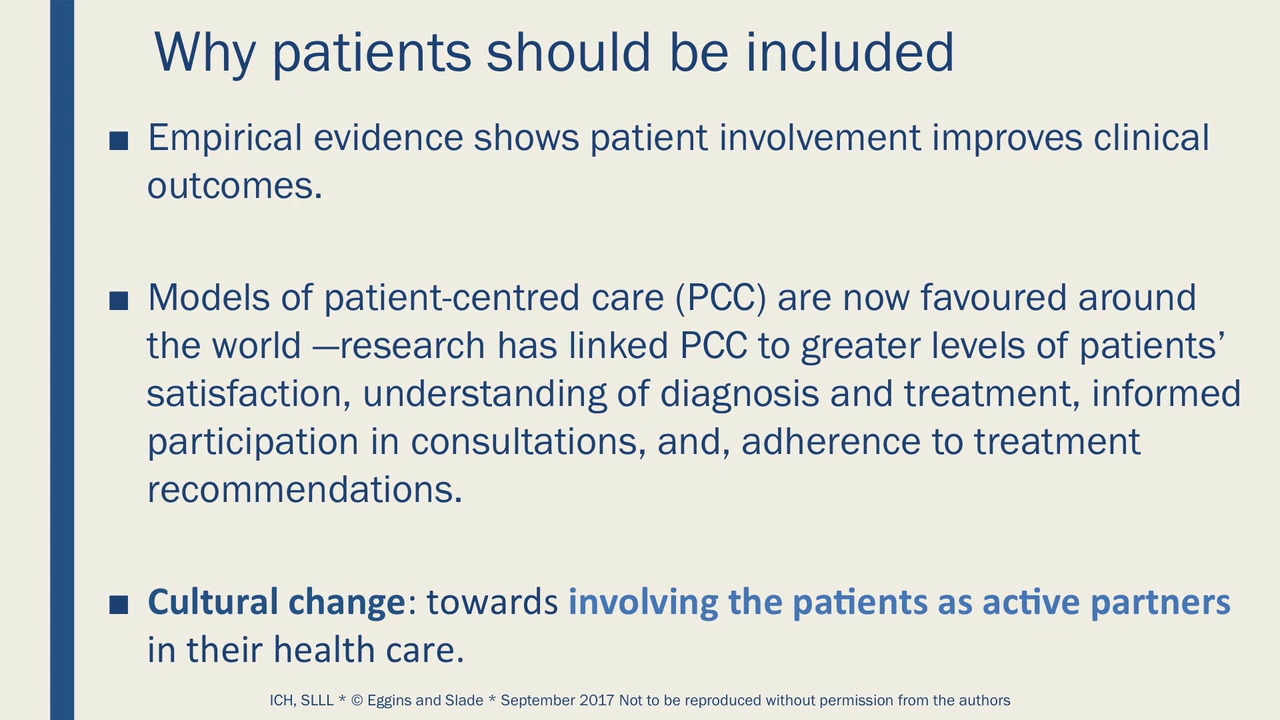 Why patients should be included
■ Empirical evidence shows patient involvement improves clinical
outcomes.
■ Models of patient-centred care (PCC) are now favoured around
the world —research has linked PCC to greater levels of patients’
satisfaction, understanding of diagnosis and treatment, informed
participation in consultations, and, adherence to treatment
recommendations.
■ Cultural change: towards involving the patients as active partners
in their health care.
ICH, SLLL * © Eggins and Slade * September 2017 Not to be reproduced without permission from the authors